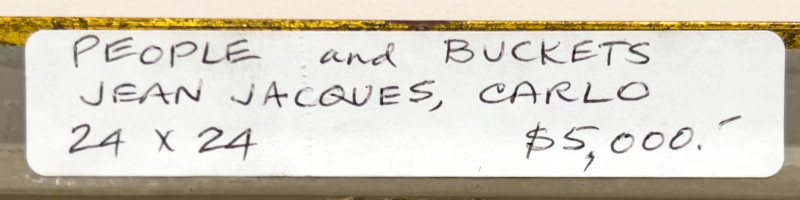 PEOPLE and BUCKETS
JEAN JACQUES, CARLO
24 x 24 $5,000.-